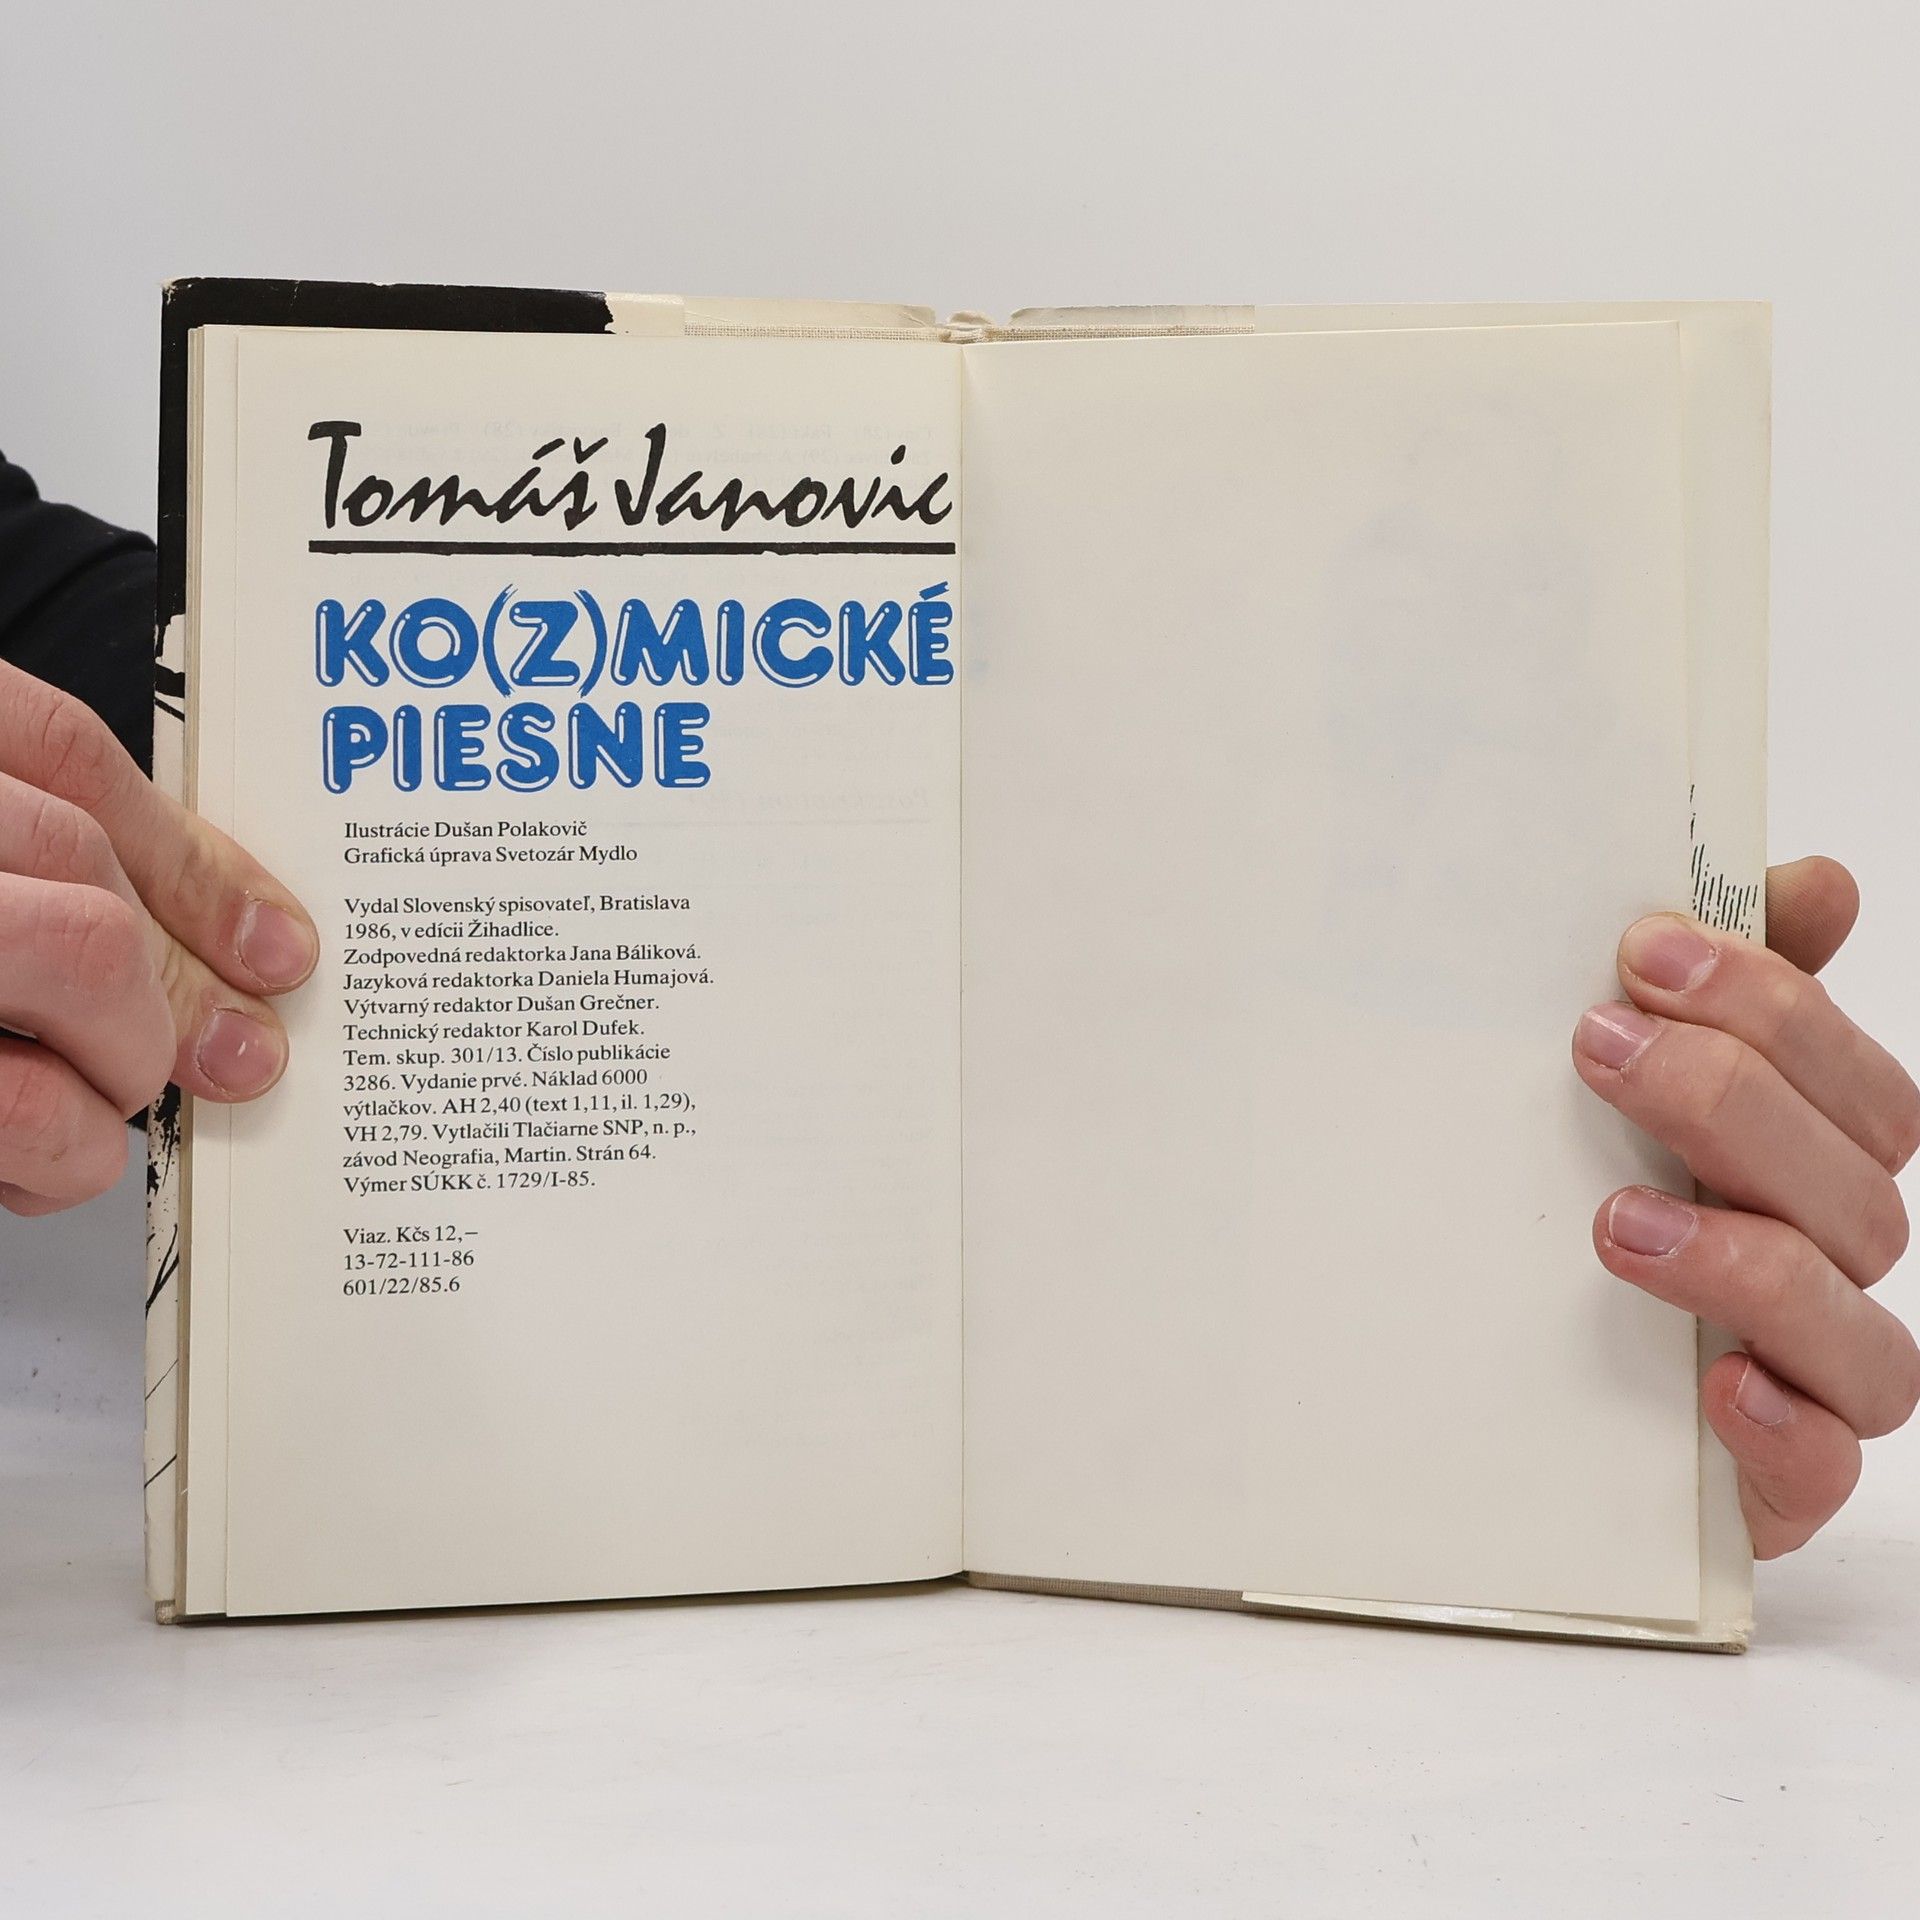 Tomáš Janovic
KO(Z)MICKÉ
PIESNE
Ilustrácie Dušan Polakovič
Grafická úprava Svetozár Mydlo
Vydal Slovenský spisovateľ, Bratislava
1986, v edícii Žihadlice.
Zodpovedná redaktorka Jana Báliková.
Jazyková redaktorka Daniela Humajová.
Výtvarný redaktor Dušan Grečner.
Technický redaktor Karol Dufek.
Tem. skup. 301/13. Číslo publikácie
3286. Vydanie prvé. Náklad 6000
výtlačkov. AH 2,40 (text 1,11, il. 1,29),
VH 2,79. Vytlačili Tlačiarne SNP, n. p.,
závod Neografia, Martin. Strán 64.
Výmer SÚKK č. 1729/I-85.
Viaz. Kčs 12,–
13-72-111-86
601/22/85.6